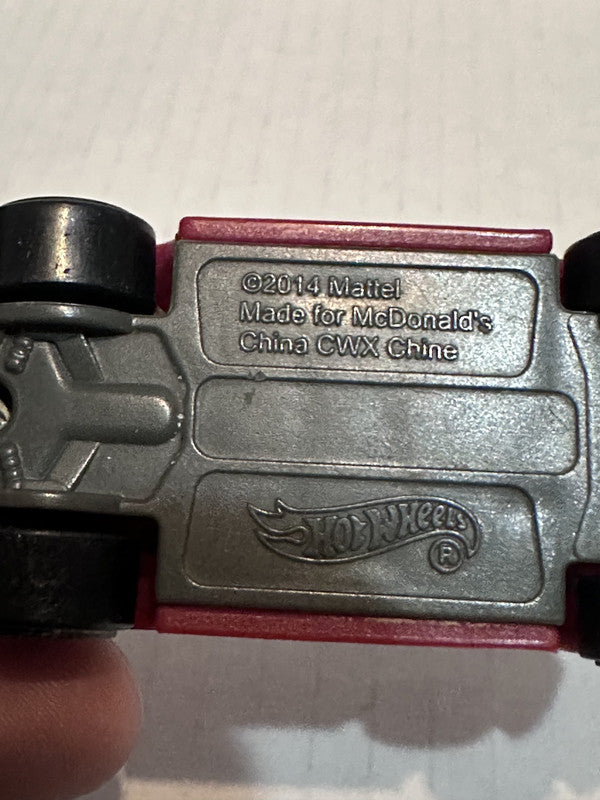 ©2014 Mattel
Made for McDonald's
China CWX Chine
HOT WHeeLs
®